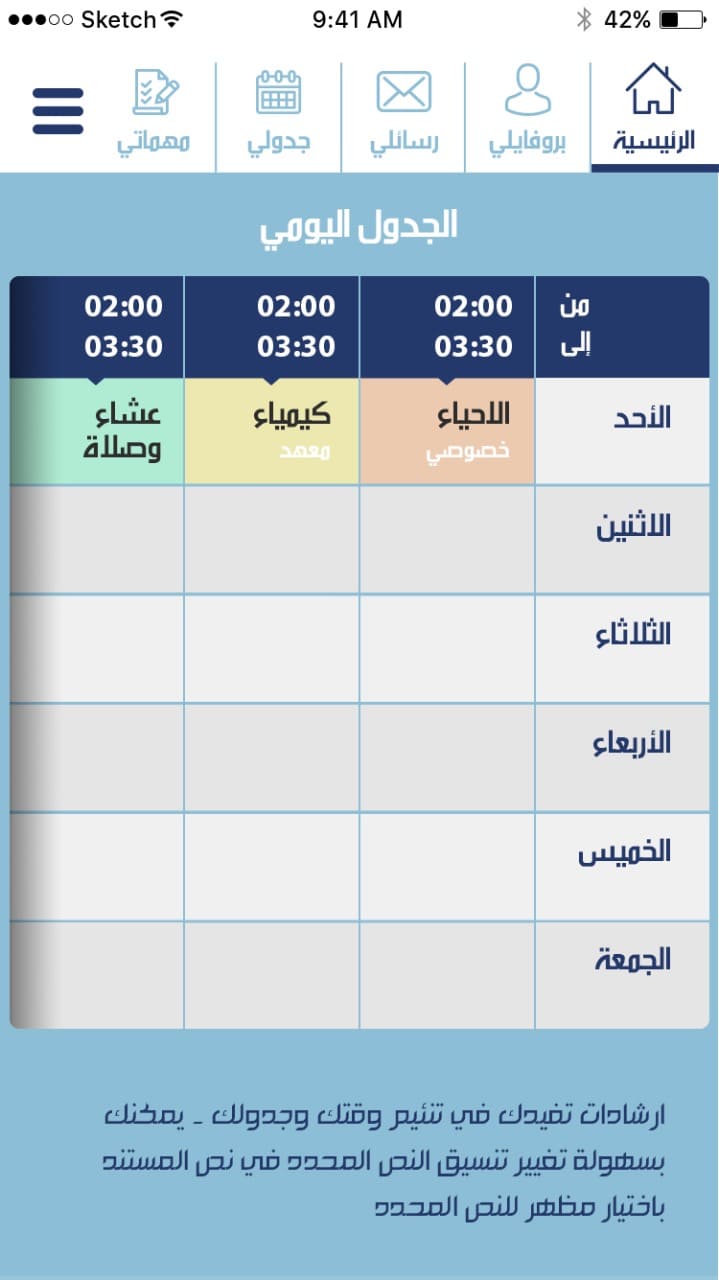 Sketch 9:41 AM 42%
الرئيسية بروفايلي رسائلي جدولي مهماتي
الجدول اليومي
من 02:00 02:00 02:00
إلى 03:30 03:30 03:30
الأحد الاحياء كيمياء عشاء
خصوصي معهد وصلاة
الاثنين
الثلاثاء
الأربعاء
الخميس
الجمعة
ارشادات تفيدك في تنئيم وقتك وجدولك - يمكنك
بسهولة تغيير تنسيق النص المحدد في نص المستند
باختيار مظهر للنص المحدد